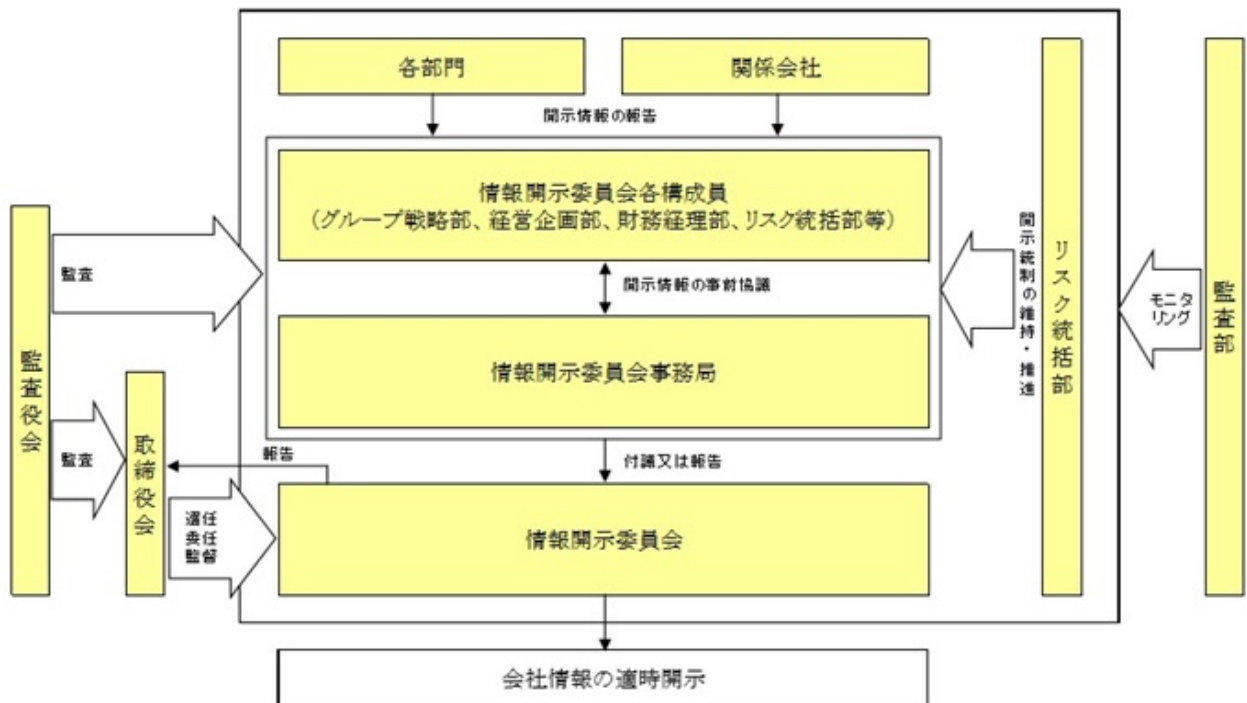 各部門
関係会社
開示情報の報告
情報開示委員会各構成員
（グループ戦略部、経営企画部、財務経理部、リスク統括部等）
開示情報の事前協議
情報開示委員会事務局
付議又は報告
情報開示委員会
会社情報の適時開示
監査役会
監査
監査
取締役会
報告
選任
委任
監督
開示統制の維持・推進
リスク統括部
モニタ
リング
監査部